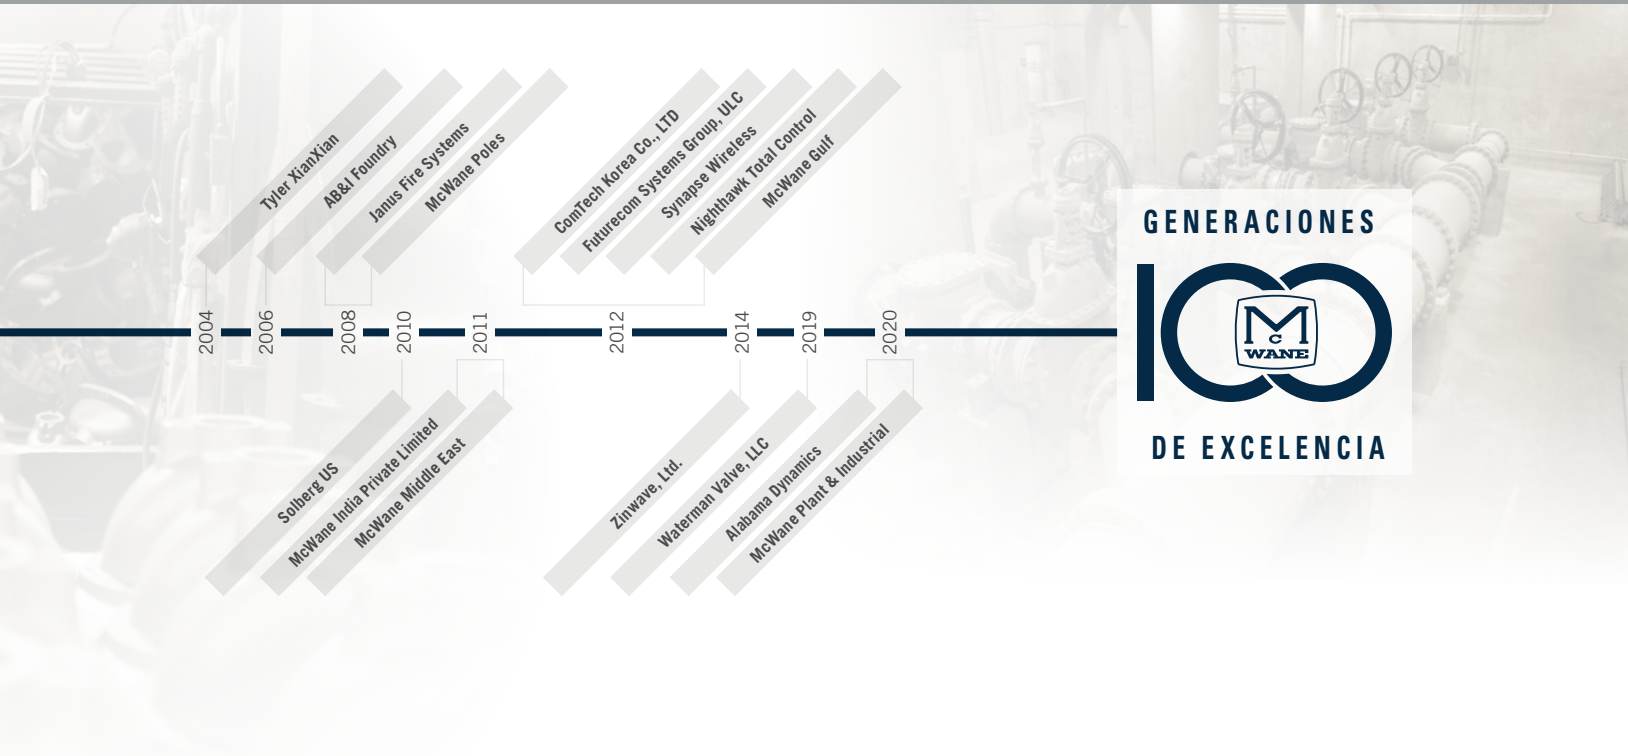 Tyler XianXian
AB&I Foundry
Janus Fire Systems
McWane Poles
ComTech Korea Co., LTD
Futurecom Systems Group, ULC
Synapse Wireless
Nighthawk Total Control
McWane Gulf
2004
2006
2008
2010
2011
2012
2014
2019
2020
Solberg US
McWane India Private Limited
McWane Middle East
Zinwave, Ltd.
Waterman Valve, LLC
Alabama Dynamics
McWane Plant & Industrial
GENERACIONES
100
McWANE
DE EXCELENCIA